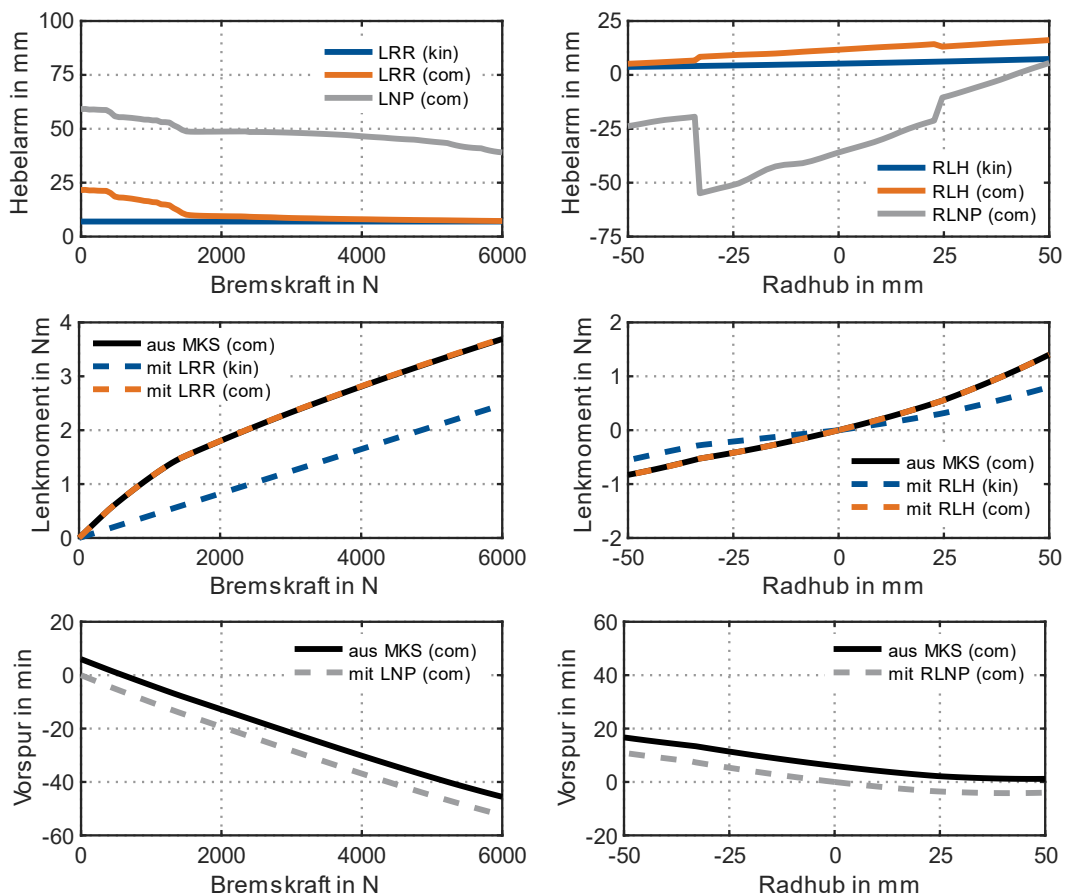 Hebelarm in mm
100
75
50
25
0
LRR (kin)
LRR (com)
LNP (com)
0
2000
4000
6000
Bremskraft in N
Hebelarm in mm
25
0
-25
-50
-75
RLH (kin)
RLH (com)
RLNP (com)
-50
-25
0
25
50
Radhub in mm
Lenkmoment in Nm
4
3
2
1
0
aus MKS (com)
mit LRR (kin)
mit LRR (com)
0
2000
4000
6000
Bremskraft in N
Lenkmoment in Nm
2
1
0
-1
-2
aus MKS (com)
mit RLH (kin)
mit RLH (com)
-50
-25
0
25
50
Radhub in mm
Vorspur in min
20
0
-20
-40
-60
aus MKS (com)
mit LNP (com)
0
2000
4000
6000
Bremskraft in N
Vorspur in min
60
40
20
0
-20
aus MKS (com)
mit RLNP (com)
-50
-25
0
25
50
Radhub in mm